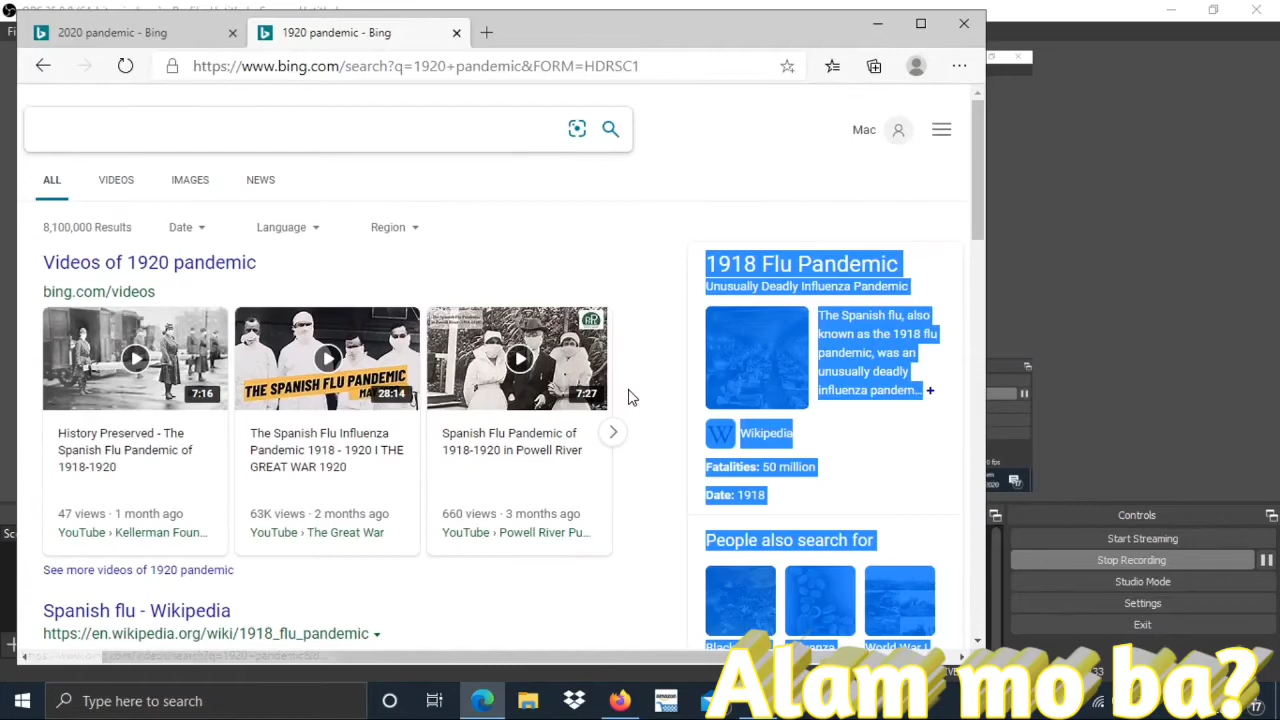 2020 pandemic - Bing
1920 pandemic - Bing
https://www.bing.com/search?q=1920+pandemic&FORM=HDRSC1
Mac
ALL
VIDEOS
IMAGES
NEWS
8,100,000 Results
Date
Language
Region
Videos of 1920 pandemic
bing.com/videos
7:16
THE SPANISH FLU PANDEMIC
28:14
7:27
History Preserved - The
Spanish Flu Pandemic of
1918-1920
47 views · 1 month ago
YouTube › Kellerman Foun...
The Spanish Flu Influenza
Pandemic 1918 - 1920 I THE
GREAT WAR 1920
63K views · 2 months ago
YouTube › The Great War
Spanish Flu Pandemic of
1918-1920 in Powell River
660 views · 3 months ago
YouTube › Powell River Pu...
See more videos of 1920 pandemic
Spanish flu - Wikipedia
https://en.wikipedia.org/wiki/1918_flu_pandemic
1918 Flu Pandemic
Unusually Deadly Influenza Pandemic
The Spanish flu, also
known as the 1918 flu
pandemic, was an
unusually deadly
influenza pandem...
W
Wikipedia
Fatalities: 50 million
Date: 1918
People also search for
World War I
Controls
Start Streaming
Stop Recording
Studio Mode
Settings
Exit
Alam mo ba?
Type here to search
amazon
17